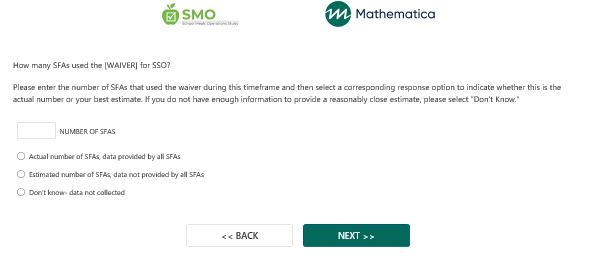 SMO
School Meals Operations Study
Mathematica
How many SFAs used the [WAIVER] for SSO?
Please enter the number of SFAs that used the waiver during this timeframe and then select a corresponding response option to indicate whether this is the
actual number or your best estimate. If you do not have enough information to provide a reasonably close estimate, please select "Don't Know."
NUMBER OF SFAS
Actual number of SFAs, data provided by all SFAs
Estimated number of SFAs, data not provided by all SFAs
Don't know- data not collected
<< BACK
NEXT >>